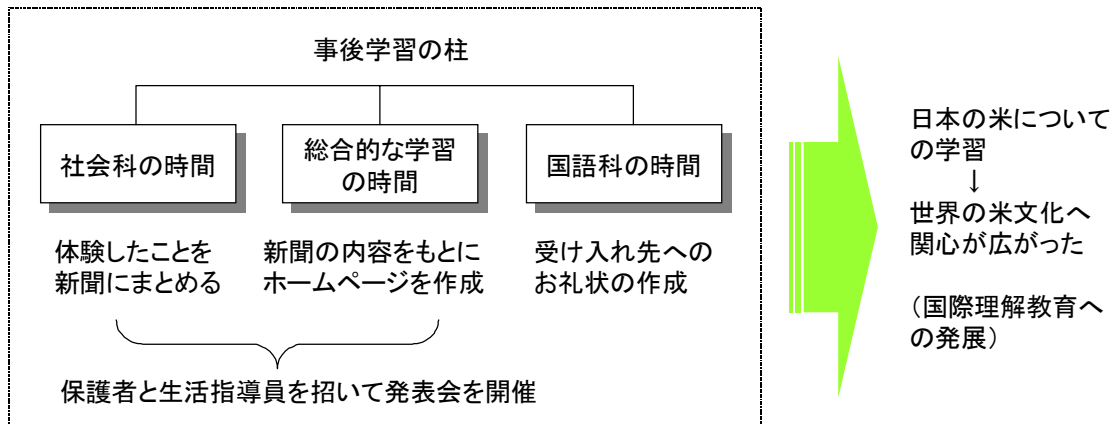 事後学習の柱
社会科の時間
総合的な学習
の時間
国語科の時間
体験したことを
新聞にまとめる
新聞の内容をもとに
ホームページを作成
受け入れ先への
お礼状の作成
保護者と生活指導員を招いて発表会を開催
日本の米について
の学習
↓
世界の米文化へ
関心が広がった
（国際理解教育へ
の発展）